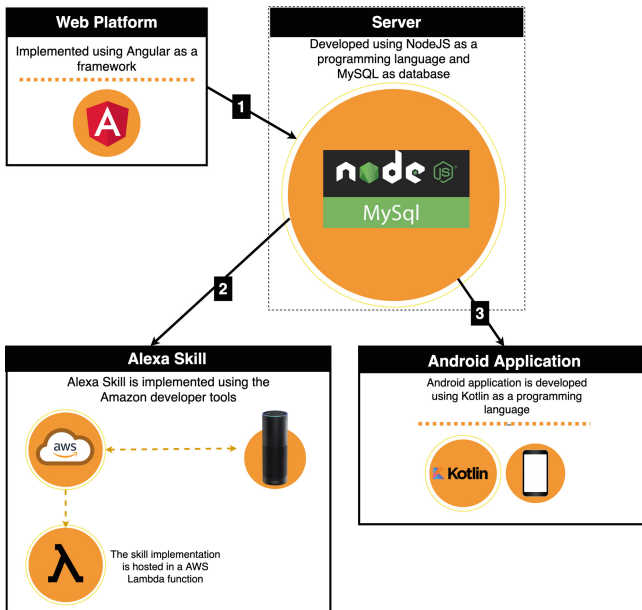 Web Platform
Implemented using Angular as a
framework
A
1
Server
Developed using NodeJS as a
programming language and
MySQL as database
node JS
MySql
2
3
Alexa Skill
Alexa Skill is implemented using the
Amazon developer tools
aws
λ
The skill implementation
is hosted in a AWS
Lambda function
Android Application
Android application is developed
using Kotlin as a programming
language
Kotlin